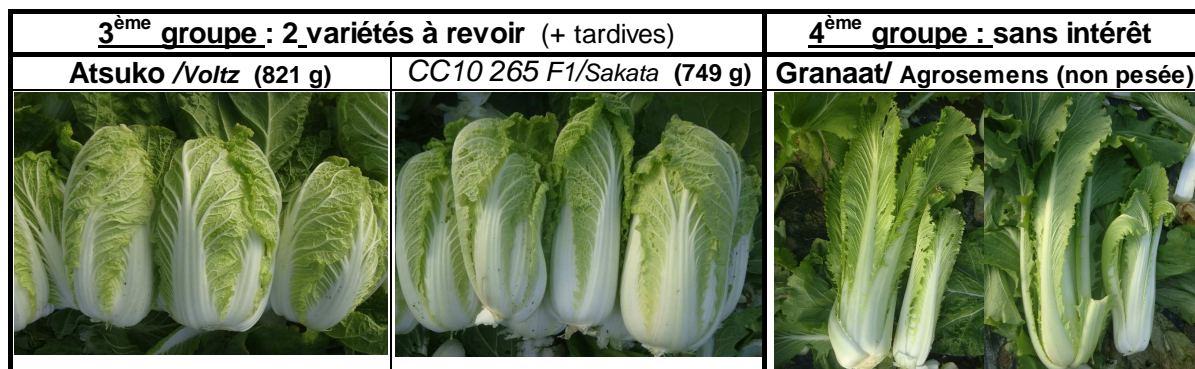 3ème groupe : 2 variétés à revoir (+ tardives)
4ème groupe : sans intérêt
Atsuko /Voltz (821 g)
CC10 265 F1/Sakata (749 g)
Granaat/ Agrosemens (non pesée)